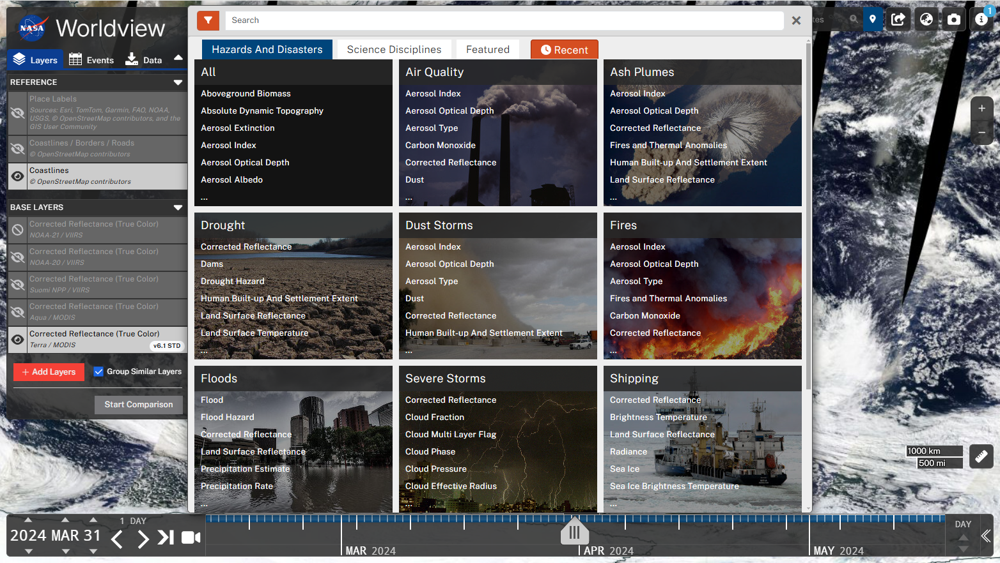 NASA
Worldview
Layers
Events
Data
REFERENCE
Place Labels
Sources: Esri, TomTom, Garmin, FAO, NOAA,
USGS, © OpenStreetMap contributors, and the
GIS User Community
Coastlines / Borders / Roads
© OpenStreetMap contributors
Coastlines
© OpenStreetMap contributors
BASE LAYERS
Corrected Reflectance (True Color)
NOAA-21 / VIIRS
Corrected Reflectance (True Color)
NOAA-20 / VIIRS
Corrected Reflectance (True Color)
Suomi NPP / VIIRS
Corrected Reflectance (True Color)
Aqua / MODIS
Corrected Reflectance (True Color)
Terra / MODIS
v6.1 STD
+ Add Layers
Group Similar Layers
Start Comparison
Search
Hazards And Disasters
Science Disciplines
Featured
Recent
All
Aboveground Biomass
Absolute Dynamic Topography
Aerosol Extinction
Aerosol Index
Aerosol Optical Depth
Aerosol Albedo
...
Air Quality
Aerosol Index
Aerosol Optical Depth
Aerosol Type
Carbon Monoxide
Corrected Reflectance
Dust
...
Ash Plumes
Aerosol Index
Aerosol Optical Depth
Corrected Reflectance
Fires and Thermal Anomalies
Human Built-up And Settlement Extent
Land Surface Reflectance
...
Drought
Corrected Reflectance
Dams
Drought Hazard
Human Built-up And Settlement Extent
Land Surface Reflectance
Land Surface Temperature
...
Dust Storms
Aerosol Index
Aerosol Optical Depth
Aerosol Type
Dust
Corrected Reflectance
Human Built-up And Settlement Extent
...
Fires
Aerosol Index
Aerosol Optical Depth
Aerosol Type
Fires and Thermal Anomalies
Carbon Monoxide
Corrected Reflectance
...
Floods
Flood
Flood Hazard
Corrected Reflectance
Land Surface Reflectance
Precipitation Estimate
Precipitation Rate
...
Severe Storms
Corrected Reflectance
Cloud Fraction
Cloud Multi Layer Flag
Cloud Phase
Cloud Pressure
Cloud Effective Radius
...
Shipping
Corrected Reflectance
Brightness Temperature
Land Surface Reflectance
Radiance
Sea Ice
Sea Ice Brightness Temperature
...
tes
1
+
−
1000 km
500 mi
2024 MAR 31
1 DAY
MAR 2024
APR 2024
MAY 2024
DAY